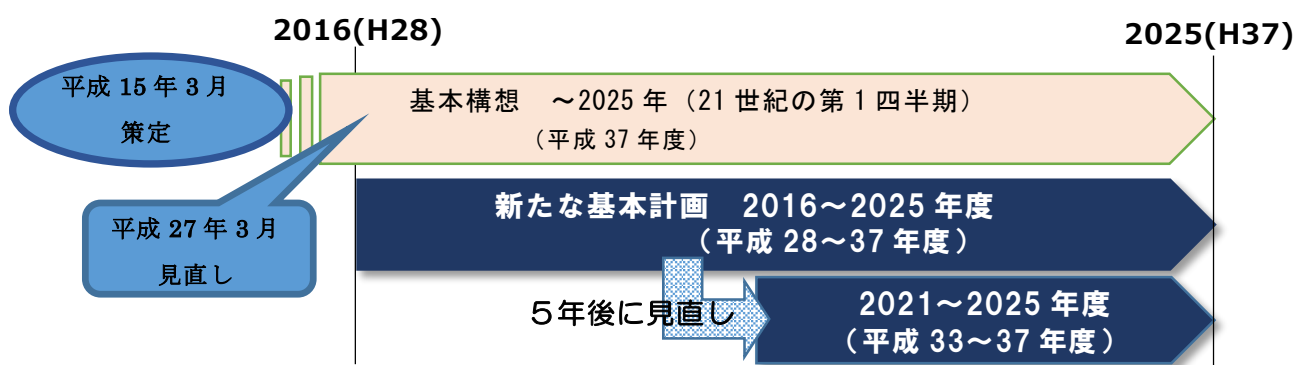 2016(H28)
2025(H37)
平成 15 年 3 月
策定
基本構想　～2025 年（21 世紀の第 1 四半期）
（平成 37 年度）
平成 27 年 3 月
見直し
新たな基本計画　2016～2025 年度
（平成 28～37 年度）
５年後に見直し
2021～2025 年度
（平成 33～37 年度）